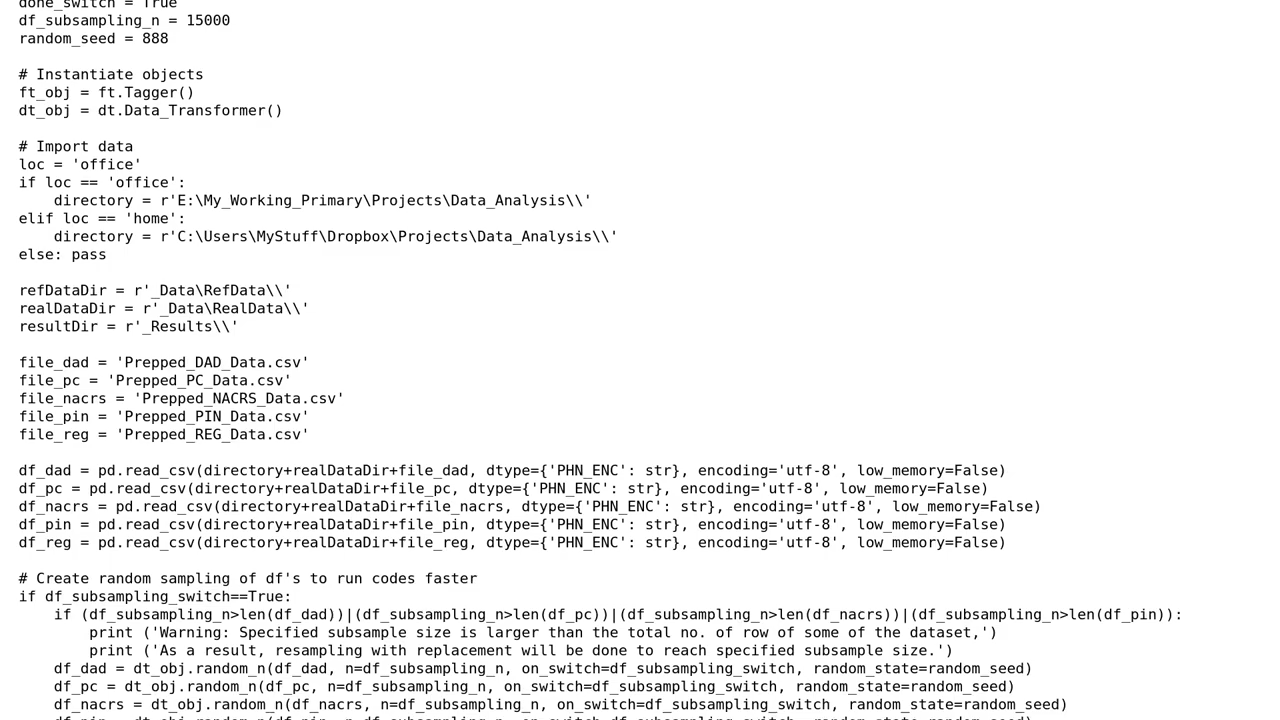 done_switch = True
df_subsampling_n = 15000
random_seed = 888

# Instantiate objects
ft_obj = ft.Tagger()
dt_obj = dt.Data_Transformer()

# Import data
loc = 'office'
if loc == 'office':
    directory = r'E:\My_Working_Primary\Projects\Data_Analysis\\'
elif loc == 'home':
    directory = r'C:\Users\MyStuff\Dropbox\Projects\Data_Analysis\\'
else: pass

refDataDir = r'_Data\RefData\\'
realDataDir = r'_Data\RealData\\'
resultDir = r'_Results\\'

file_dad = 'Prepped_DAD_Data.csv'
file_pc = 'Prepped_PC_Data.csv'
file_nacrs = 'Prepped_NACRS_Data.csv'
file_pin = 'Prepped_PIN_Data.csv'
file_reg = 'Prepped_REG_Data.csv'

df_dad = pd.read_csv(directory+realDataDir+file_dad, dtype={'PHN_ENC': str}, encoding='utf-8', low_memory=False)
df_pc = pd.read_csv(directory+realDataDir+file_pc, dtype={'PHN_ENC': str}, encoding='utf-8', low_memory=False)
df_nacrs = pd.read_csv(directory+realDataDir+file_nacrs, dtype={'PHN_ENC': str}, encoding='utf-8', low_memory=False)
df_pin = pd.read_csv(directory+realDataDir+file_pin, dtype={'PHN_ENC': str}, encoding='utf-8', low_memory=False)
df_reg = pd.read_csv(directory+realDataDir+file_reg, dtype={'PHN_ENC': str}, encoding='utf-8', low_memory=False)

# Create random sampling of df's to run codes faster
if df_subsampling_switch==True:
    if (df_subsampling_n>len(df_dad))|(df_subsampling_n>len(df_pc))|(df_subsampling_n>len(df_nacrs))|(df_subsampling_n>len(df_pin)):
        print ('Warning: Specified subsample size is larger than the total no. of row of some of the dataset,')
        print ('As a result, resampling with replacement will be done to reach specified subsample size.')
    df_dad = dt_obj.random_n(df_dad, n=df_subsampling_n, on_switch=df_subsampling_switch, random_state=random_seed)
    df_pc = dt_obj.random_n(df_pc, n=df_subsampling_n, on_switch=df_subsampling_switch, random_state=random_seed)
    df_nacrs = dt_obj.random_n(df_nacrs, n=df_subsampling_n, on_switch=df_subsampling_switch, random_state=random_seed)